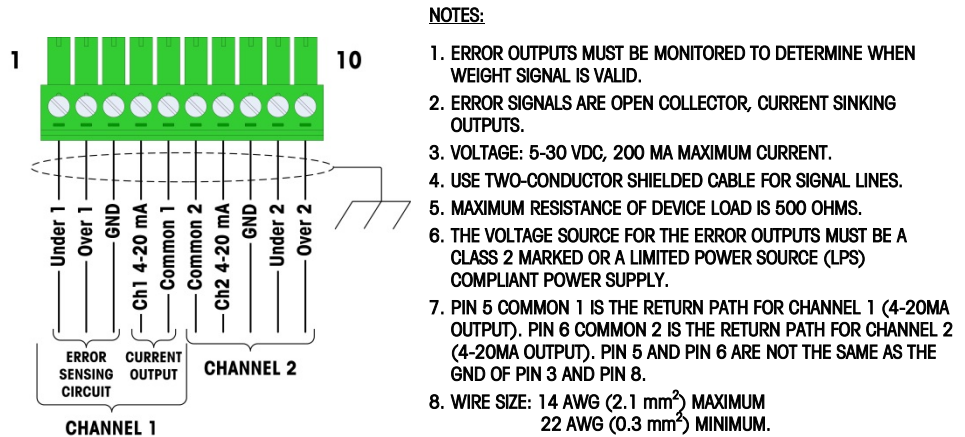 1
10
Under 1
Over 1
GND
Ch1 4-20 mA
Common 1
Common 2
Ch2 4-20 mA
GND
Under 2
Over 2
ERROR
SENSING
CIRCUIT
CURRENT
OUTPUT
CHANNEL 2
CHANNEL 1
NOTES:
1. ERROR OUTPUTS MUST BE MONITORED TO DETERMINE WHEN
WEIGHT SIGNAL IS VALID.
2. ERROR SIGNALS ARE OPEN COLLECTOR, CURRENT SINKING
OUTPUTS.
3. VOLTAGE: 5-30 VDC, 200 MA MAXIMUM CURRENT.
4. USE TWO-CONDUCTOR SHIELDED CABLE FOR SIGNAL LINES.
5. MAXIMUM RESISTANCE OF DEVICE LOAD IS 500 OHMS.
6. THE VOLTAGE SOURCE FOR THE ERROR OUTPUTS MUST BE A
CLASS 2 MARKED OR A LIMITED POWER SOURCE (LPS)
COMPLIANT POWER SUPPLY.
7. PIN 5 COMMON 1 IS THE RETURN PATH FOR CHANNEL 1 (4-20MA
OUTPUT). PIN 6 COMMON 2 IS THE RETURN PATH FOR CHANNEL 2
(4-20MA OUTPUT). PIN 5 AND PIN 6 ARE NOT THE SAME AS THE
GND OF PIN 3 AND PIN 8.
8. WIRE SIZE: 14 AWG (2.1 mm²) MAXIMUM
22 AWG (0.3 mm²) MINIMUM.